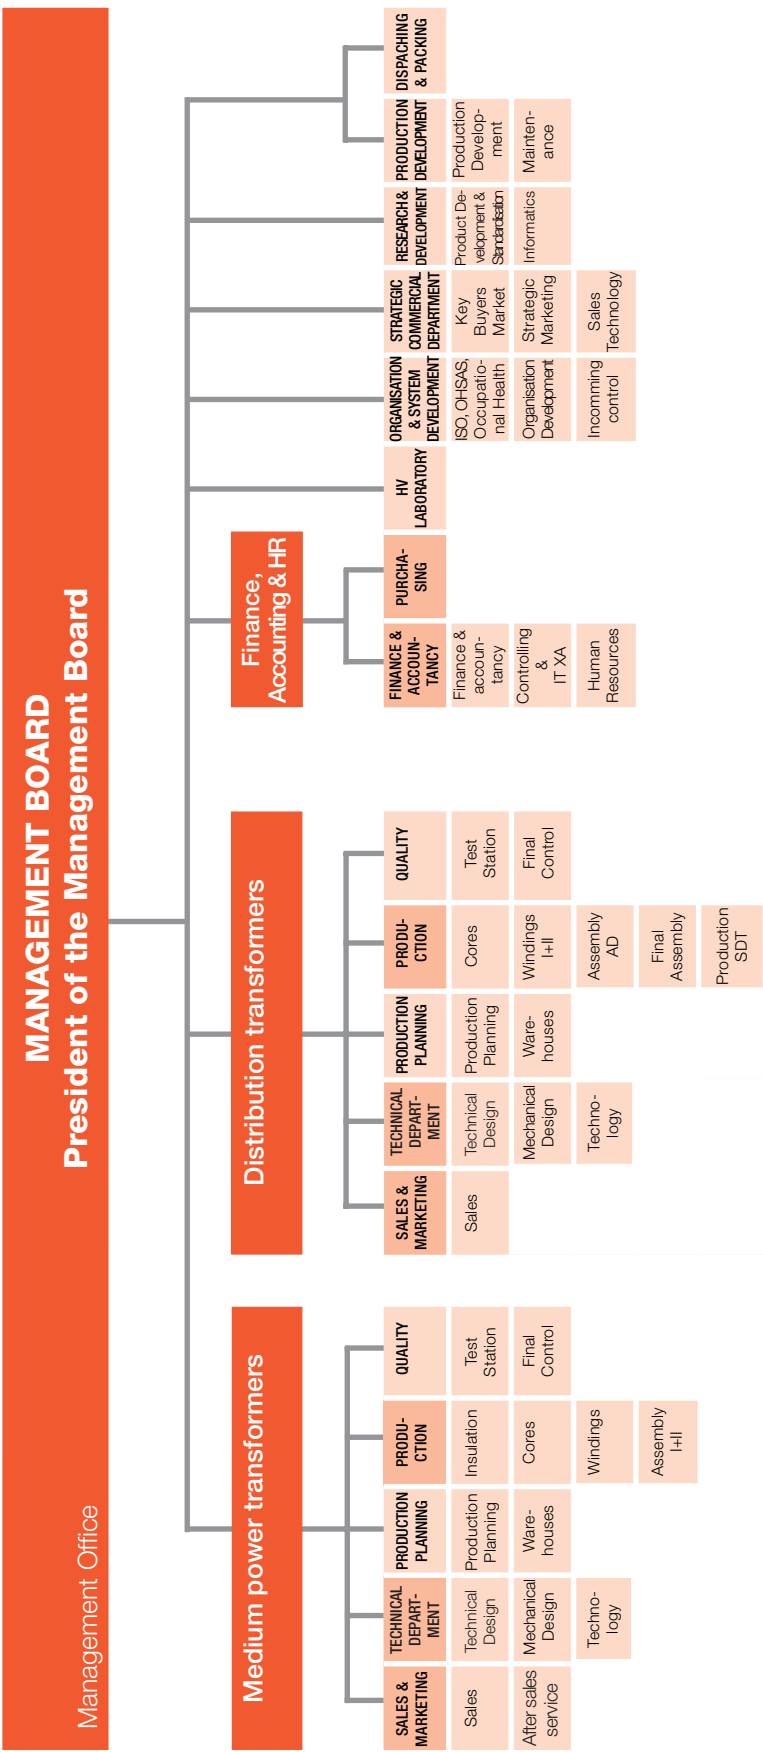 MANAGEMENT BOARD
President of the Management Board
Management Office
Medium power transformers
SALES &
MARKETING
Sales
After sales
service
TECHNICAL
DEPART-
MENT
Technical
Design
Mechanical
Design
Techno-
logy
PRODUCTION
PLANNING
Production
Planning
Ware-
houses
PRODU-
CTION
Insulation
Cores
Windings
Assembly
I+II
QUALITY
Test
Station
Final
Control
Distribution transformers
SALES &
MARKETING
Sales
TECHNICAL
DEPART-
MENT
Technical
Design
Mechanical
Design
Techno-
logy
PRODUCTION
PLANNING
Production
Planning
Ware-
houses
PRODU-
CTION
Cores
Windings
I+II
Assembly
AD
Final
Assembly
Production
SDT
QUALITY
Test
Station
Final
Control
Finance,
Accounting & HR
FINANCE &
ACCOUN-
TANCY
Finance &
accoun-
tancy
Controlling
&
IT XA
Human
Resources
PURCHA-
SING
HV
LABORATORY
ORGANISATION
& SYSTEM
DEVELOPMENT
ISO, OHSAS,
Occupatio-
nal Health
Organisation
Development
Incomming
control
STRATEGIC
COMMERCIAL
DEPARTMENT
Key
Buyers
Market
Strategic
Marketing
Sales
Technology
RESEARCH &
DEVELOPMENT
Product De-
velopment &
Standardisation
Informatics
PRODUCTION
DEVELOPMENT
Production
Develop-
ment
Mainten-
ance
DISPACHING
& PACKING